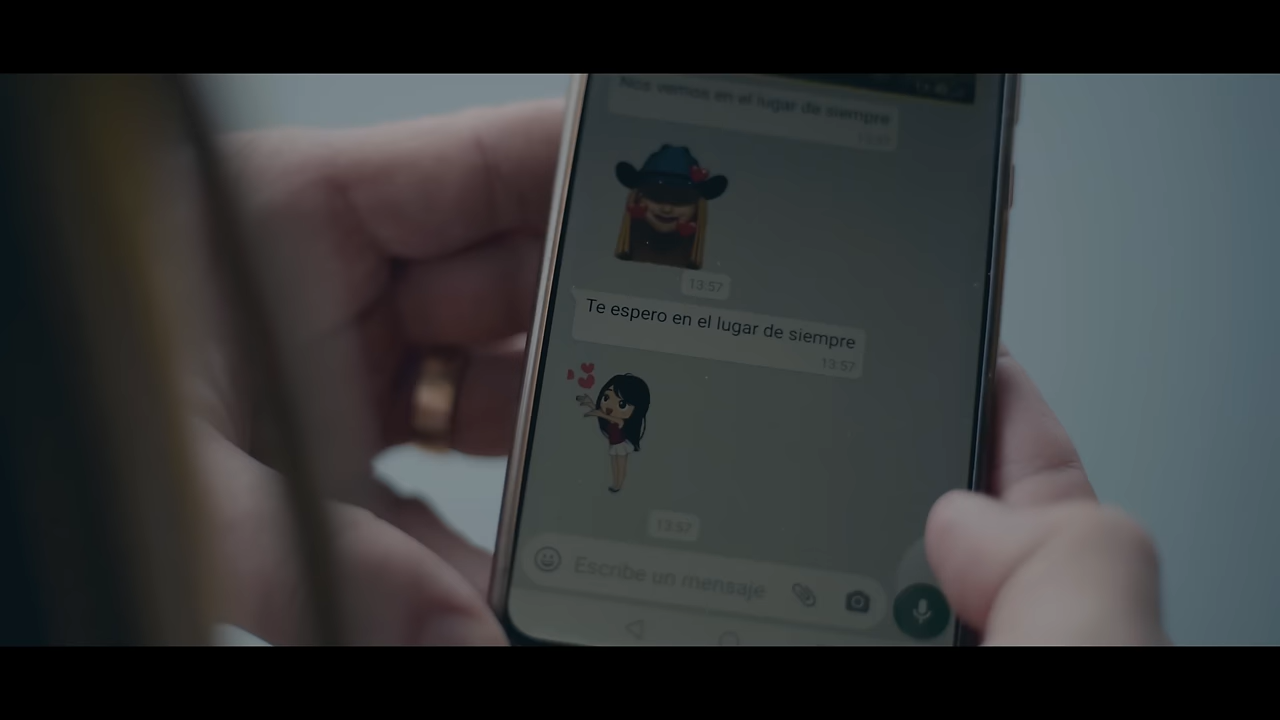 Nos vemos en el lugar de siempre
13:57
Te espero en el lugar de siempre
13:57
13:57
Escribe un mensaje